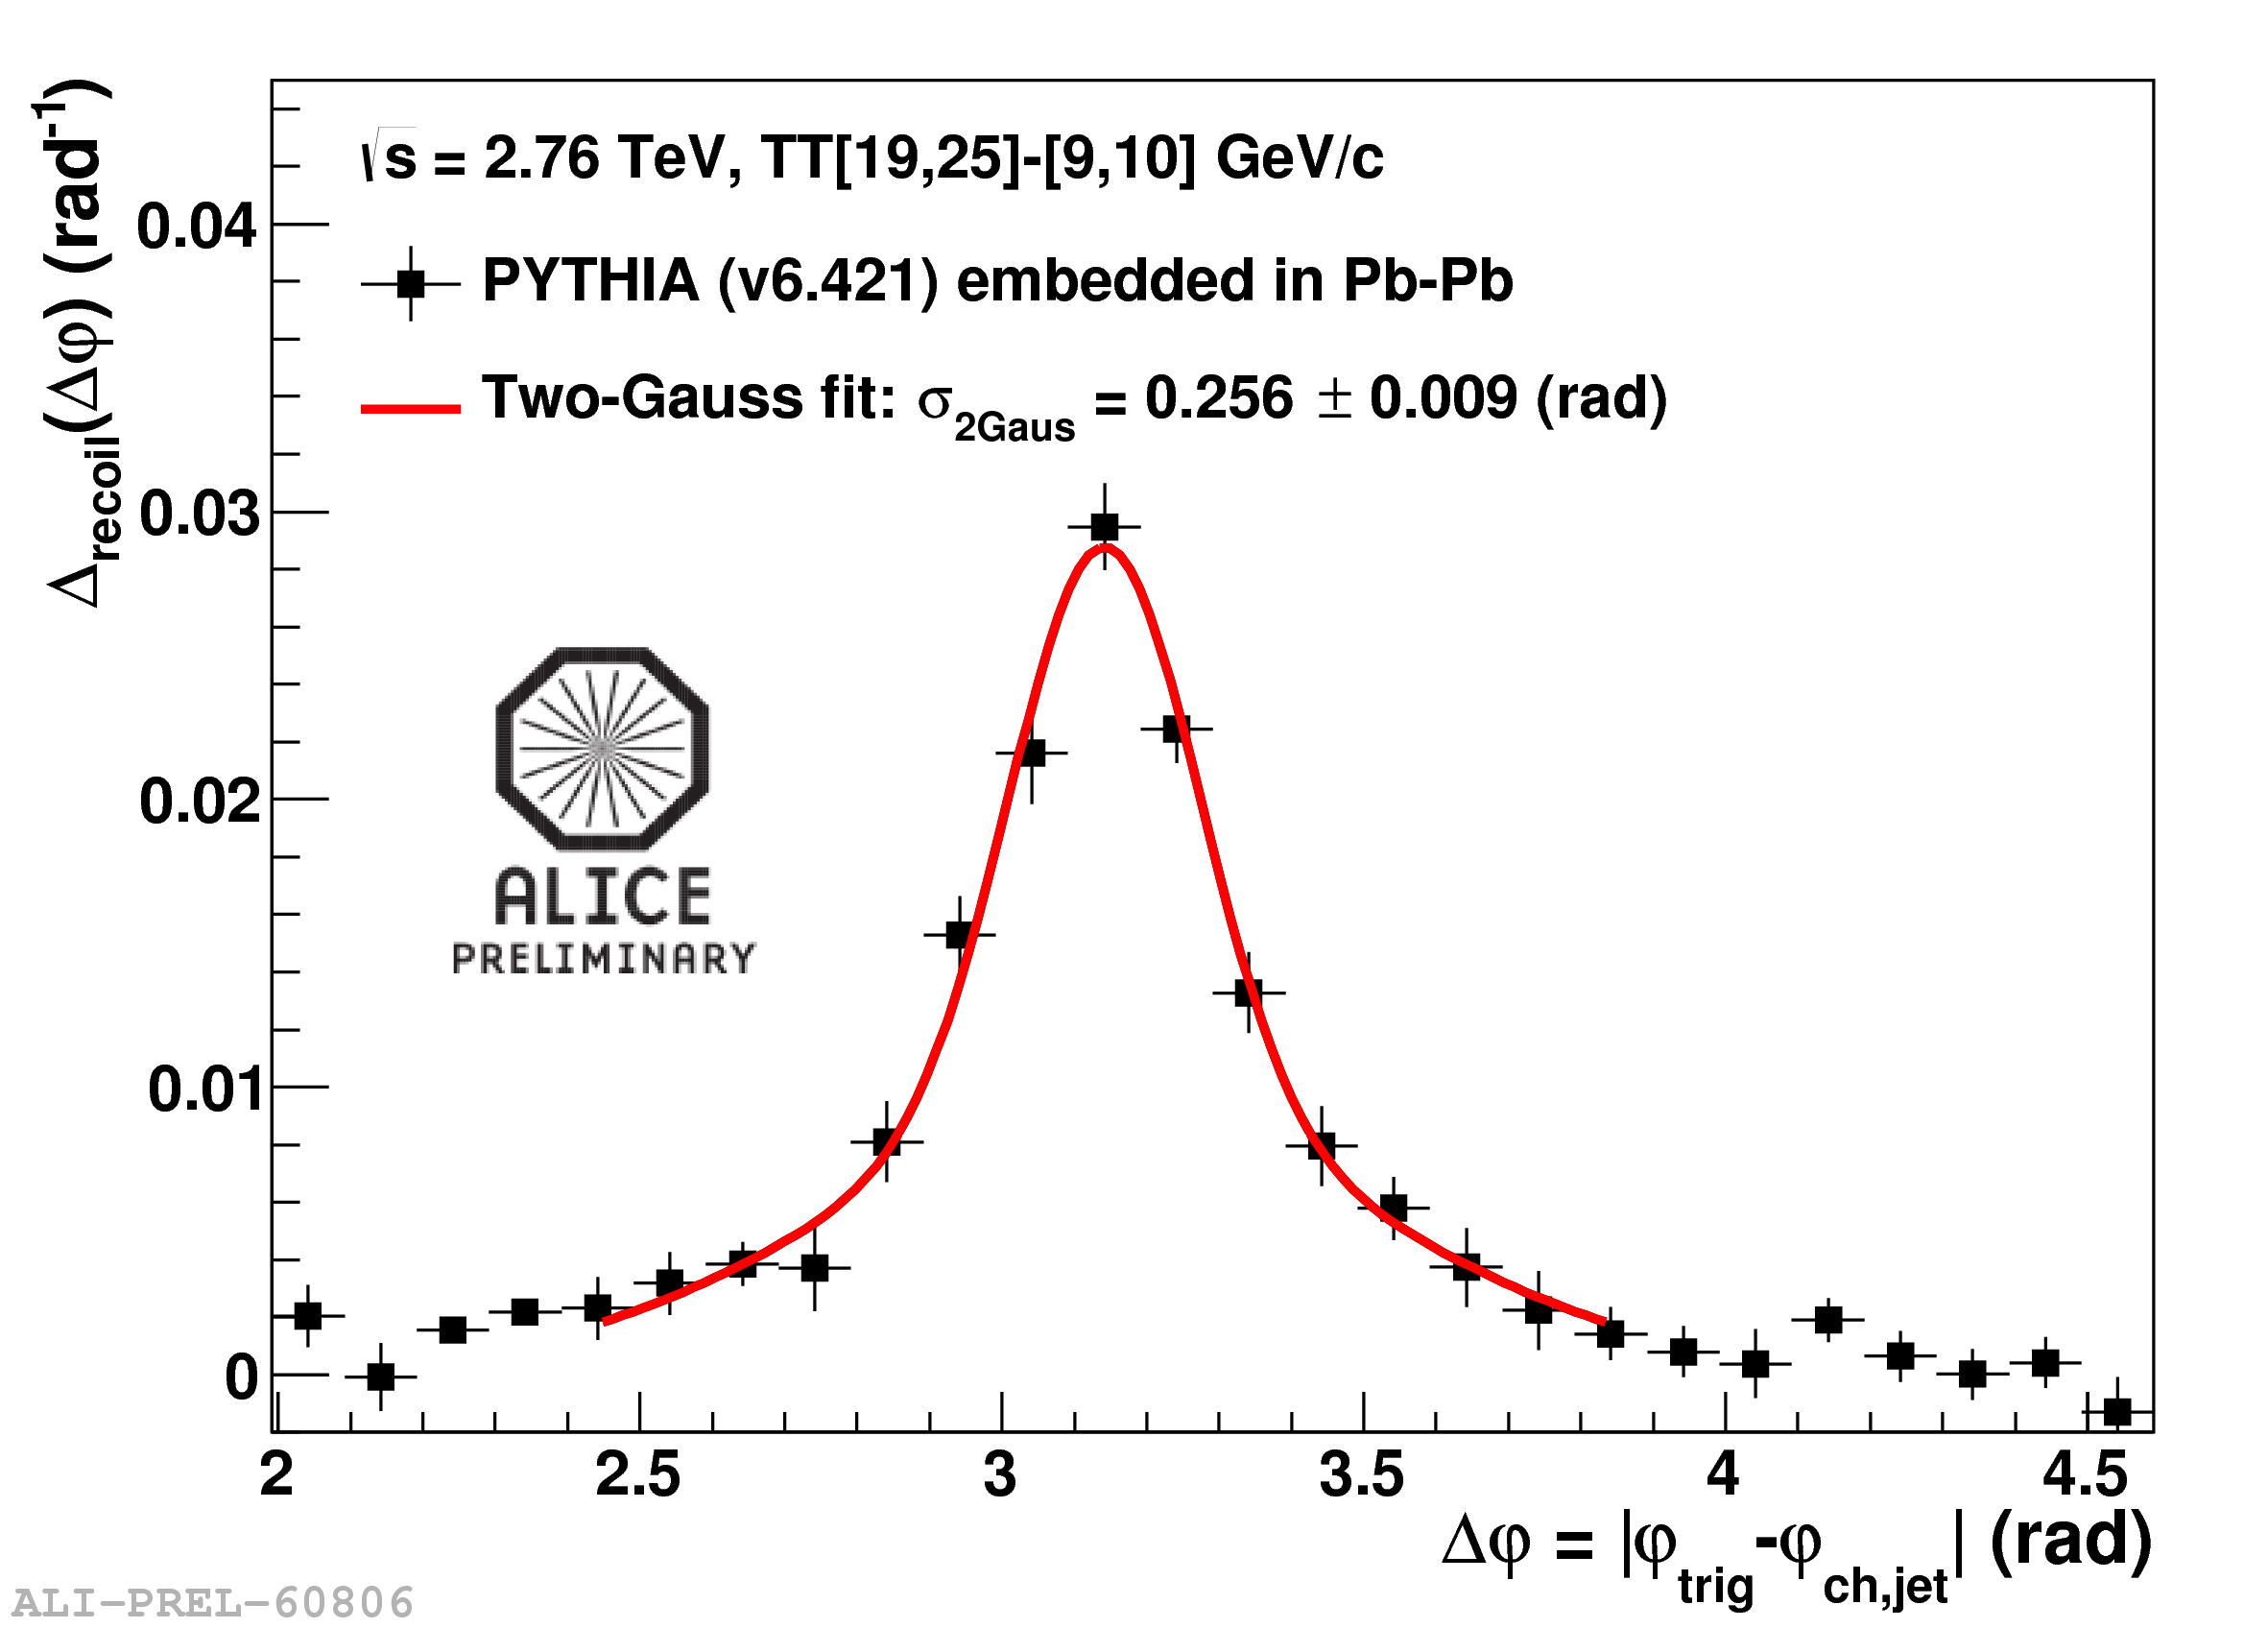 √s = 2.76 TeV, TT[19,25]-[9,10] GeV/c
PYTHIA (v6.421) embedded in Pb-Pb
Two-Gauss fit: σ2Gaus = 0.256 ± 0.009 (rad)
Δrecoil(Δφ) (rad-1)
0.04
0.03
0.02
0.01
0
ALICE
PRELIMINARY
2 2.5 3 3.5 4 4.5
Δφ = |φtrig-φch,jet| (rad)
ALI-PREL-60806